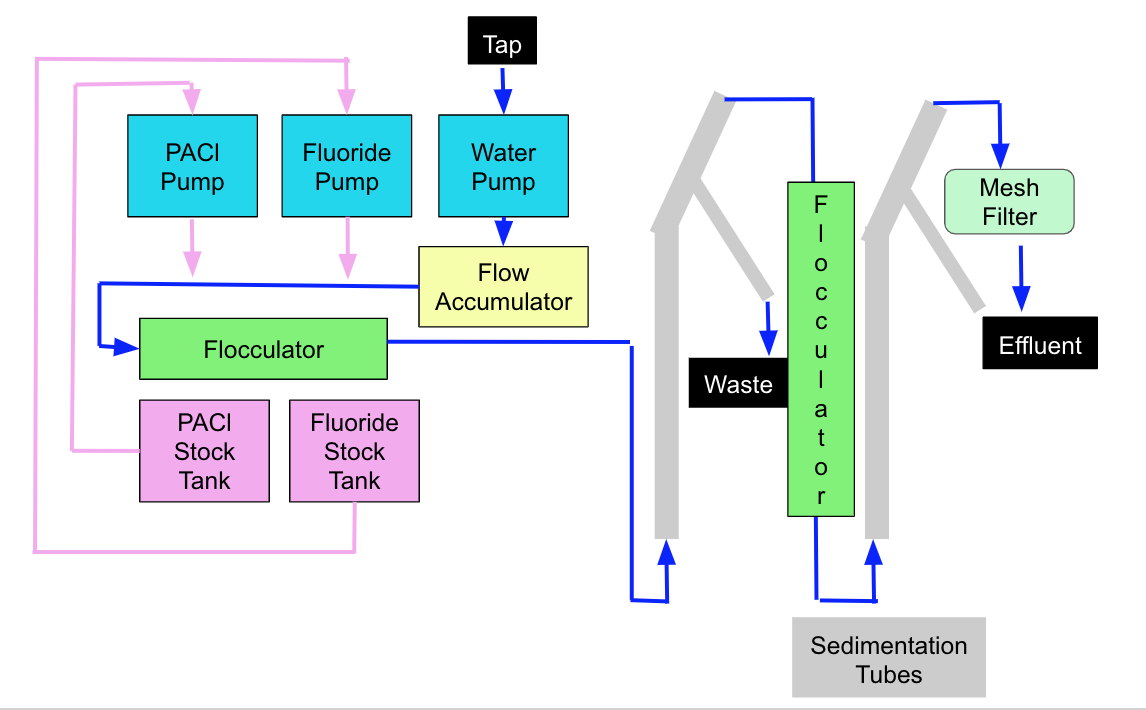 Tap
PACl
Pump
Fluoride
Pump
Water
Pump
Flow
Accumulator
Flocculator
PACl
Stock
Tank
Fluoride
Stock
Tank
Waste
F
l
o
c
c
u
l
a
t
o
r
Mesh
Filter
Effluent
Sedimentation
Tubes